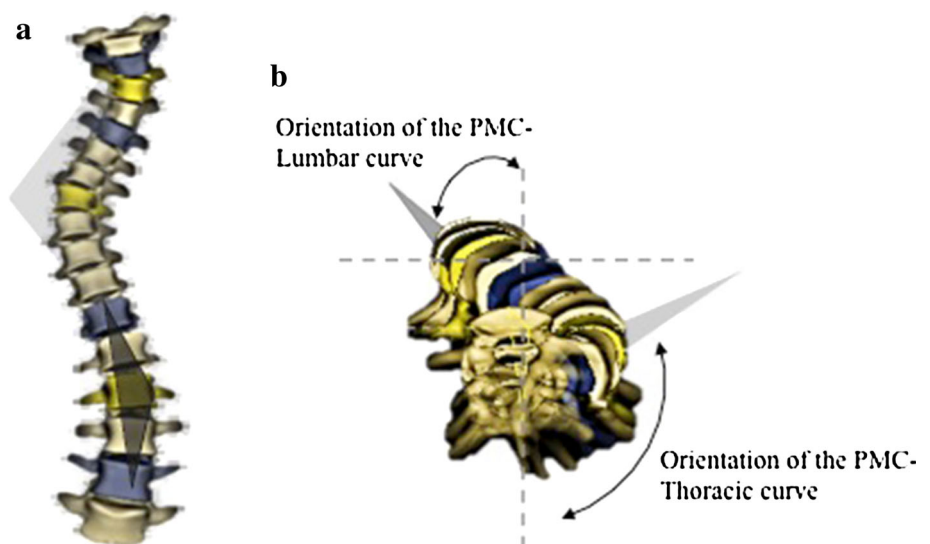 a
b
Orientation of the PMC-
Lumbar curve
Orientation of the PMC-
Thoracic curve